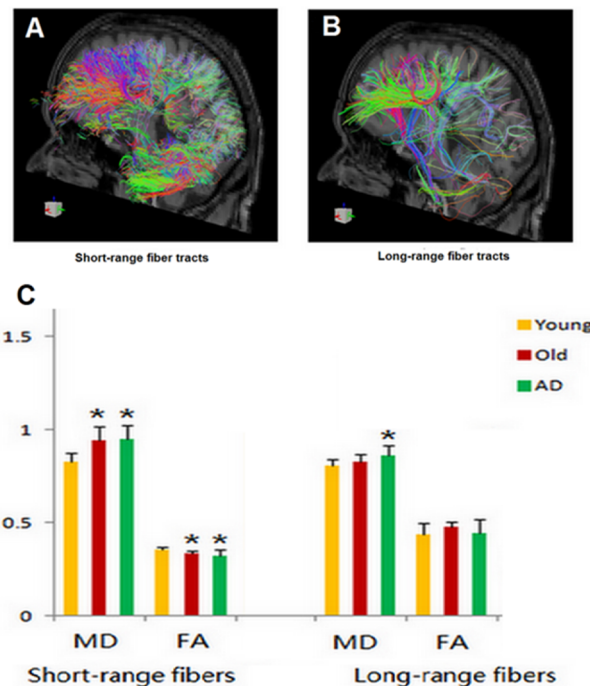 A
B
Short-range fiber tracts
Long-range fiber tracts
C
Young
Old
AD
1.5
1
0.5
0
* *
* *
*
MD FA MD FA
Short-range fibers Long-range fibers